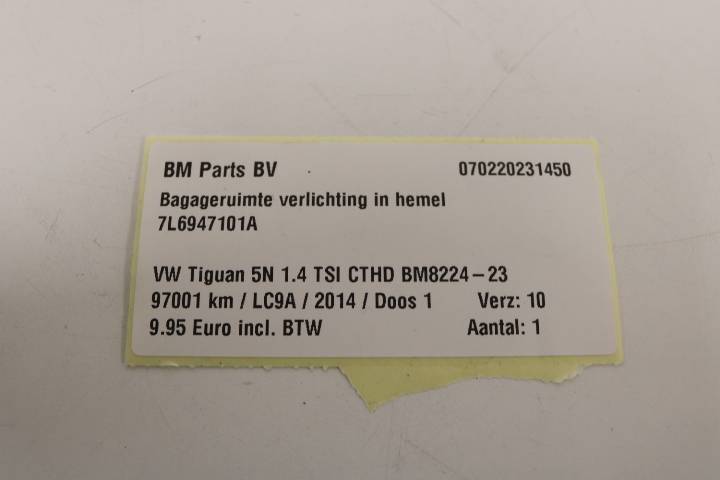 BM Parts BV 070220231450
Bagageruimte verlichting in hemel
7L6947101A
VW Tiguan 5N 1.4 TSI CTHD BM8224-23
97001 km / LC9A / 2014 / Doos 1 Verz: 10
9.95 Euro incl. BTW Aantal: 1